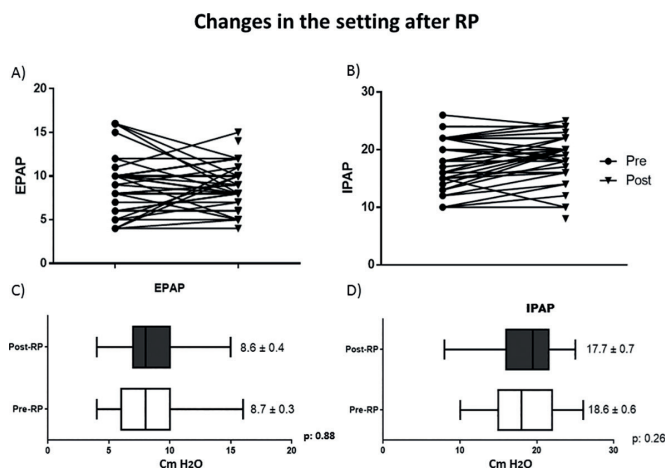 Changes in the setting after RP
A)
20
15
10
5
0
EPAP
B)
30
20
10
0
IPAP
Pre
Post
C)
EPAP
Post-RP
8.6 ± 0.4
Pre-RP
8.7 ± 0.3
p: 0.88
0
5
10
15
20
Cm H2O
D)
IPAP
Post-RP
17.7 ± 0.7
Pre-RP
18.6 ± 0.6
p: 0.26
0
10
20
30
Cm H2O